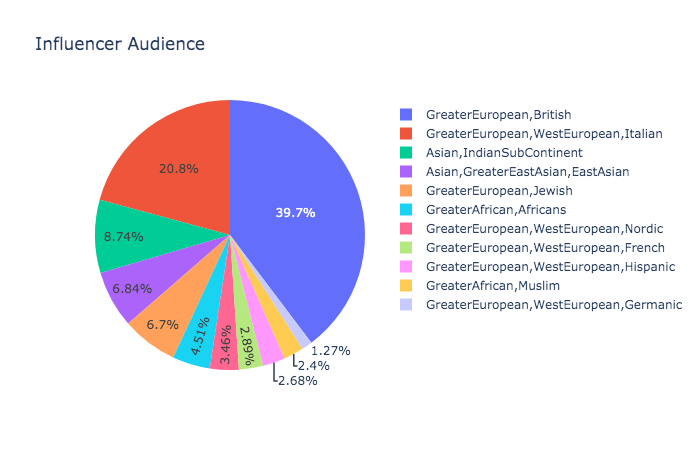 Influencer Audience
39.7%
20.8%
8.74%
6.84%
6.7%
4.51%
3.46%
2.89%
2.68%
2.4%
1.27%
GreaterEuropean,British
GreaterEuropean,WestEuropean,Italian
Asian,IndianSubContinent
Asian,GreaterEastAsian,EastAsian
GreaterEuropean,Jewish
GreaterAfrican,Africans
GreaterEuropean,WestEuropean,Nordic
GreaterEuropean,WestEuropean,French
GreaterEuropean,WestEuropean,Hispanic
GreaterAfrican,Muslim
GreaterEuropean,WestEuropean,Germanic